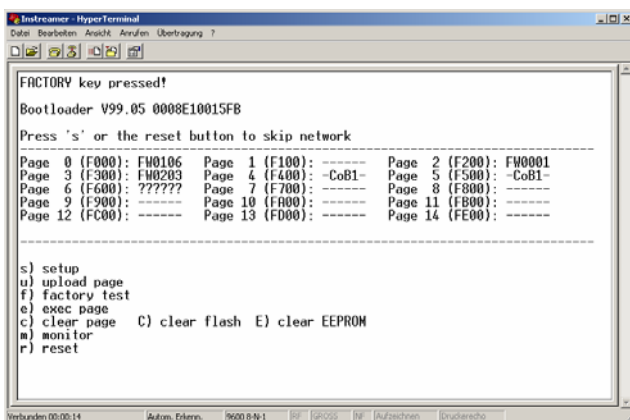 Instreamer - HyperTerminal
Datei Bearbeiten Ansicht Anrufen Übertragung ?
FACTORY key pressed!
Bootloader V99.05 0008E10015FB
Press 's' or the reset button to skip network
--------------------------------------------------------------------------------
Page 0 (F000): FW0106 Page 1 (F100): ------ Page 2 (F200): FW0001
Page 3 (F300): FW0203 Page 4 (F400): -CoB1- Page 5 (F500): -CoB1-
Page 6 (F600): ?????? Page 7 (F700): ------ Page 8 (F800): ------
Page 9 (F900): ------ Page 10 (FA00): ------ Page 11 (FB00): ------
Page 12 (FC00): ------ Page 13 (FD00): ------ Page 14 (FE00): ------
--------------------------------------------------------------------------------
s) setup
u) upload page
f) factory test
e) exec page
c) clear page C) clear flash E) clear EEPROM
m) monitor
r) reset
Verbunden 00:00:14 Autom. Erkenn. 9600 8-N-1 RF GROSS NF Aufzeichnen Druckerecho